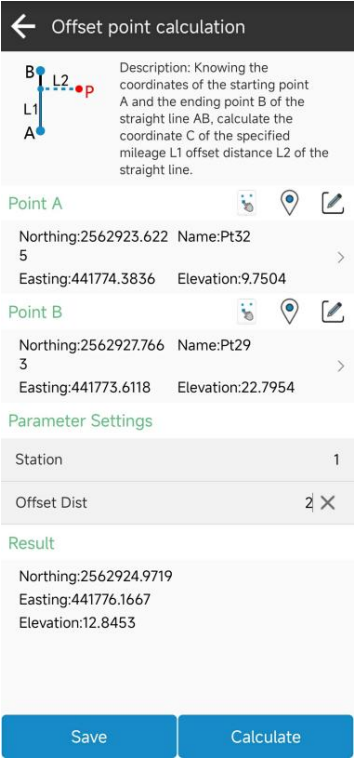 Offset point calculation
B
L2
P
L1
A
Description: Knowing the
coordinates of the starting point
A and the ending point B of the
straight line AB, calculate the
coordinate C of the specified
mileage L1 offset distance L2 of the
straight line.
Point A
Northing:2562923.622 Name:Pt32
5
Easting:441774.3836 Elevation:9.7504
Point B
Northing:2562927.766 Name:Pt29
3
Easting:441773.6118 Elevation:22.7954
Parameter Settings
Station 1
Offset Dist 2
Result
Northing:2562924.9719
Easting:441776.1667
Elevation:12.8453
Save Calculate